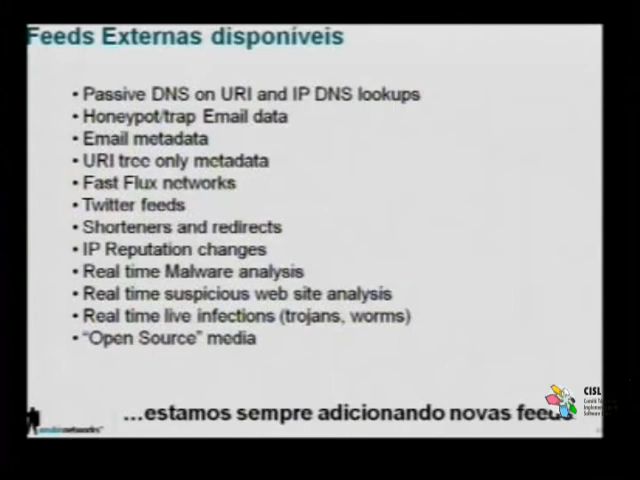 Feeds Externas disponíveis
• Passive DNS on URI and IP DNS lookups
• Honeypot/trap Email data
• Email metadata
• URI tree only metadata
• Fast Flux networks
• Twitter feeds
• Shorteners and redirects
• IP Reputation changes
• Real time Malware analysis
• Real time suspicious web site analysis
• Real time live infections (trojans, worms)
• "Open Source" media
CISL
...estamos sempre adicionando novas feeds